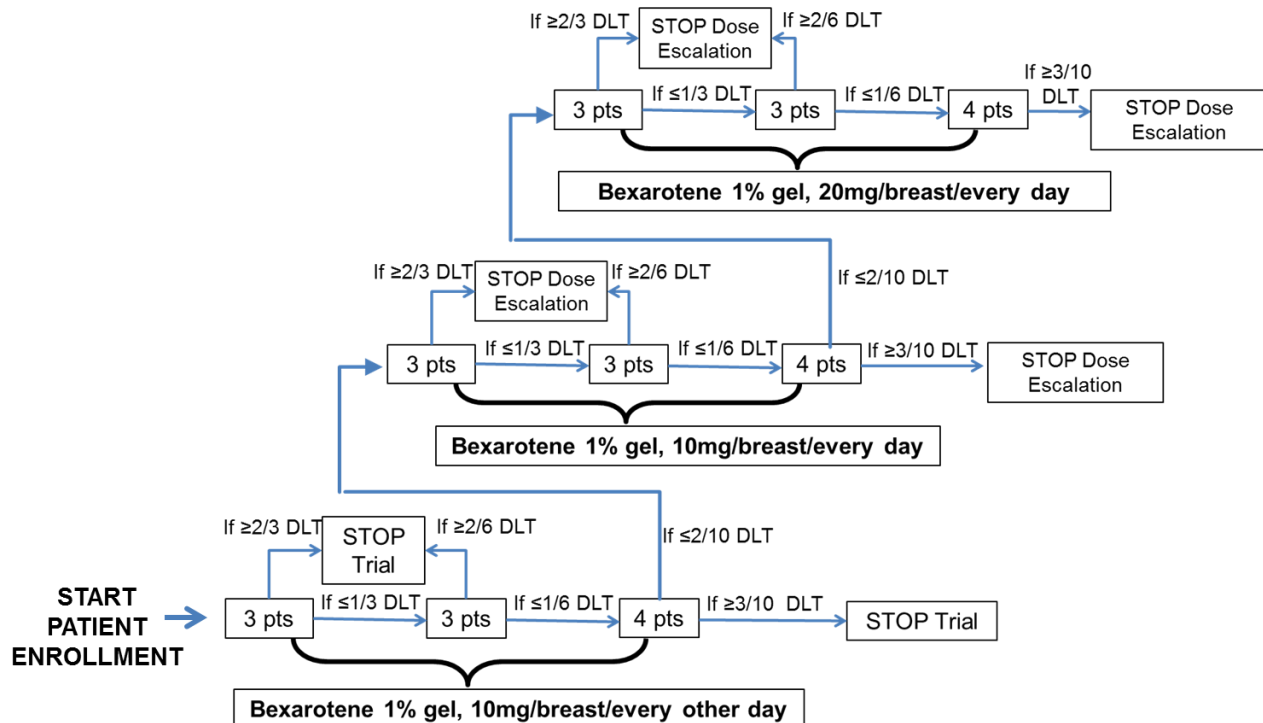 If ≥2/3 DLT
STOP Dose
Escalation
If ≥2/6 DLT
3 pts
If ≤1/3 DLT
3 pts
If ≤1/6 DLT
4 pts
If ≥3/10
DLT
STOP Dose
Escalation
Bexarotene 1% gel, 20mg/breast/every day
If ≥2/3 DLT
STOP Dose
Escalation
If ≥2/6 DLT
If ≤2/10 DLT
3 pts
If ≤1/3 DLT
3 pts
If ≤1/6 DLT
4 pts
If ≥3/10 DLT
STOP Dose
Escalation
Bexarotene 1% gel, 10mg/breast/every day
If ≥2/3 DLT
STOP
Trial
If ≥2/6 DLT
If ≤2/10 DLT
START
PATIENT
ENROLLMENT
3 pts
If ≤1/3 DLT
3 pts
If ≤1/6 DLT
4 pts
If ≥3/10 DLT
STOP Trial
Bexarotene 1% gel, 10mg/breast/every other day